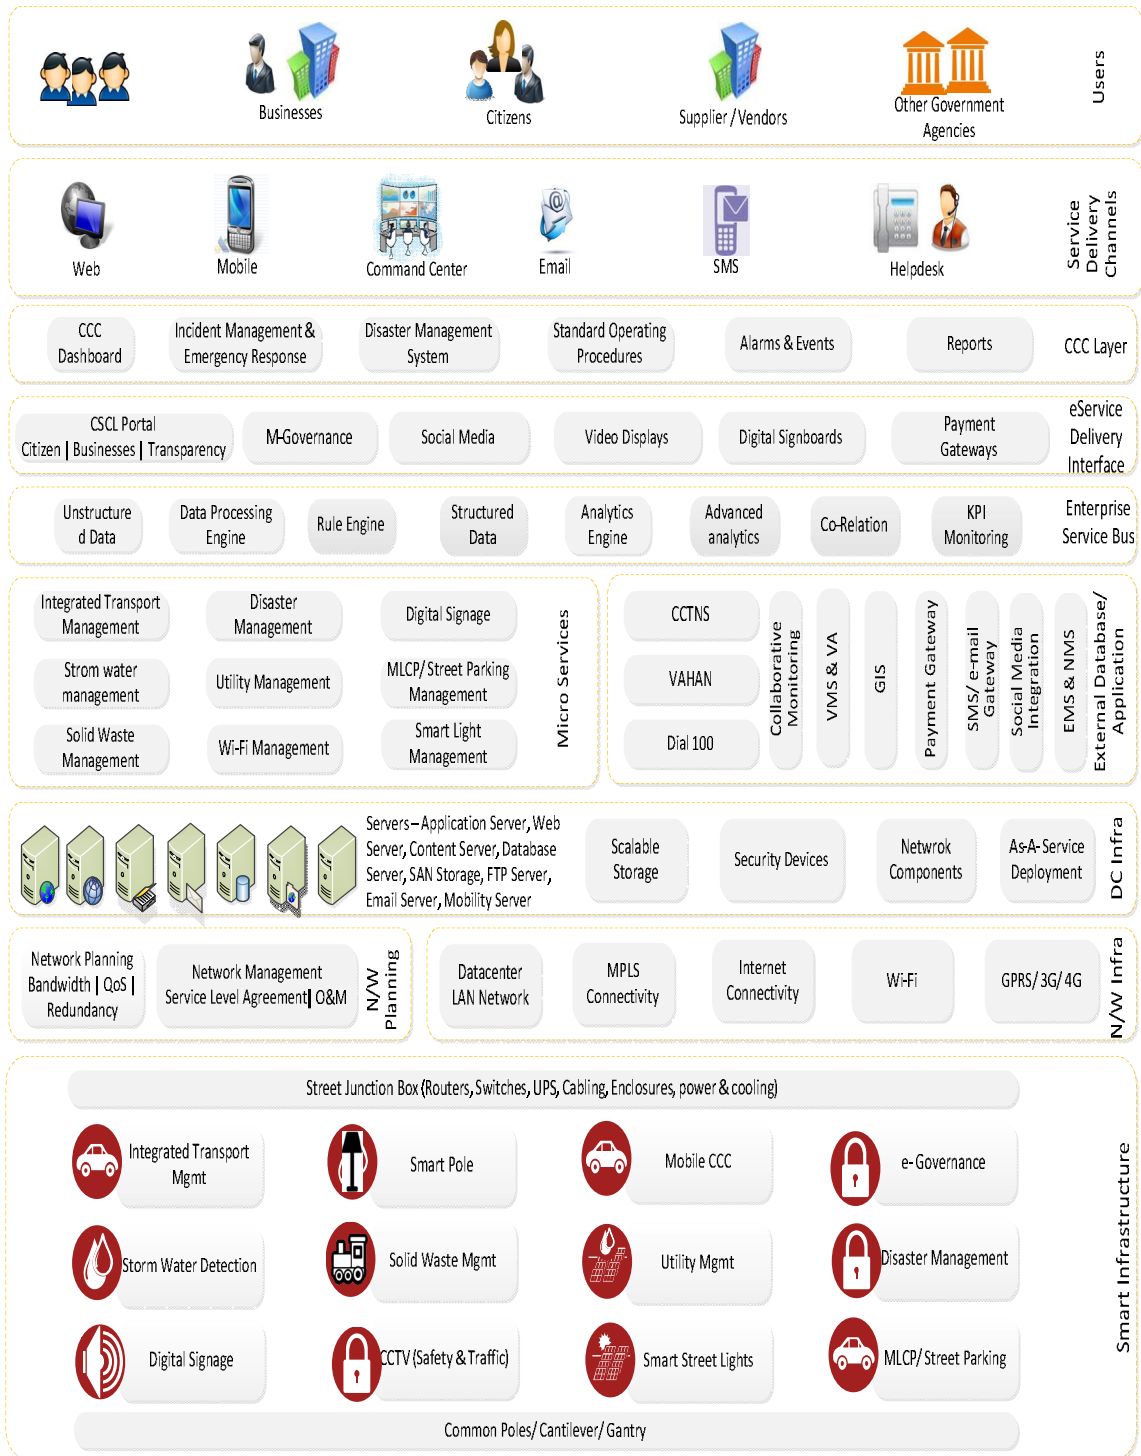 Businesses
Citizens
Supplier / Vendors
Other Government
Agencies
Users
Web
Mobile
Command Center
Email
SMS
Helpdesk
Service
Delivery
Channels
CCC
Dashboard
Incident Management &
Emergency Response
Disaster Management
System
Standard Operating
Procedures
Alarms & Events
Reports
CCC Layer
CSCL Portal
Citizen | Businesses | Transparency
M-Governance
Social Media
Video Displays
Digital Signboards
Payment
Gateways
eService
Delivery
Interface
Unstructure
d Data
Data Processing
Engine
Rule Engine
Structured
Data
Analytics
Engine
Advanced
analytics
Co-Relation
KPI
Monitoring
Enterprise
Service Bus
Integrated Transport
Management
Disaster
Management
Digital Signage
Strom water
management
Utility Management
MLCP/ Street Parking
Management
Solid Waste
Management
Wi-Fi Management
Smart Light
Management
Micro Services
CCTNS
VAHAN
Dial 100
Collaborative
Monitoring
VMS & VA
GIS
Payment Gateway
SMS/ e-mail
Gateway
Social Media
Integration
EMS & NMS
External Database/
Application
Servers – Application Server, Web
Server, Content Server, Database
Server, SAN Storage, FTP Server,
Email Server, Mobility Server
Scalable
Storage
Security Devices
Netwrok
Components
As-A-Service
Deployment
DC Infra
Network Planning
Bandwidth | QoS |
Redundancy
Network Management
Service Level Agreement| O&M
N/W
Planning
Datacenter
LAN Network
MPLS
Connectivity
Internet
Connectivity
Wi-Fi
GPRS/ 3G/ 4G
N/W Infra
Street Junction Box (Routers, Switches, UPS, Cabling, Enclosures, power & cooling)
Integrated Transport
Mgmt
Smart Pole
Mobile CCC
e-Governance
Storm Water Detection
Solid Waste Mgmt
Utility Mgmt
Disaster Management
Digital Signage
CCTV (Safety & Traffic)
Smart Street Lights
MLCP/ Street Parking
Common Poles/ Cantilever/ Gantry
Smart Infrastructure